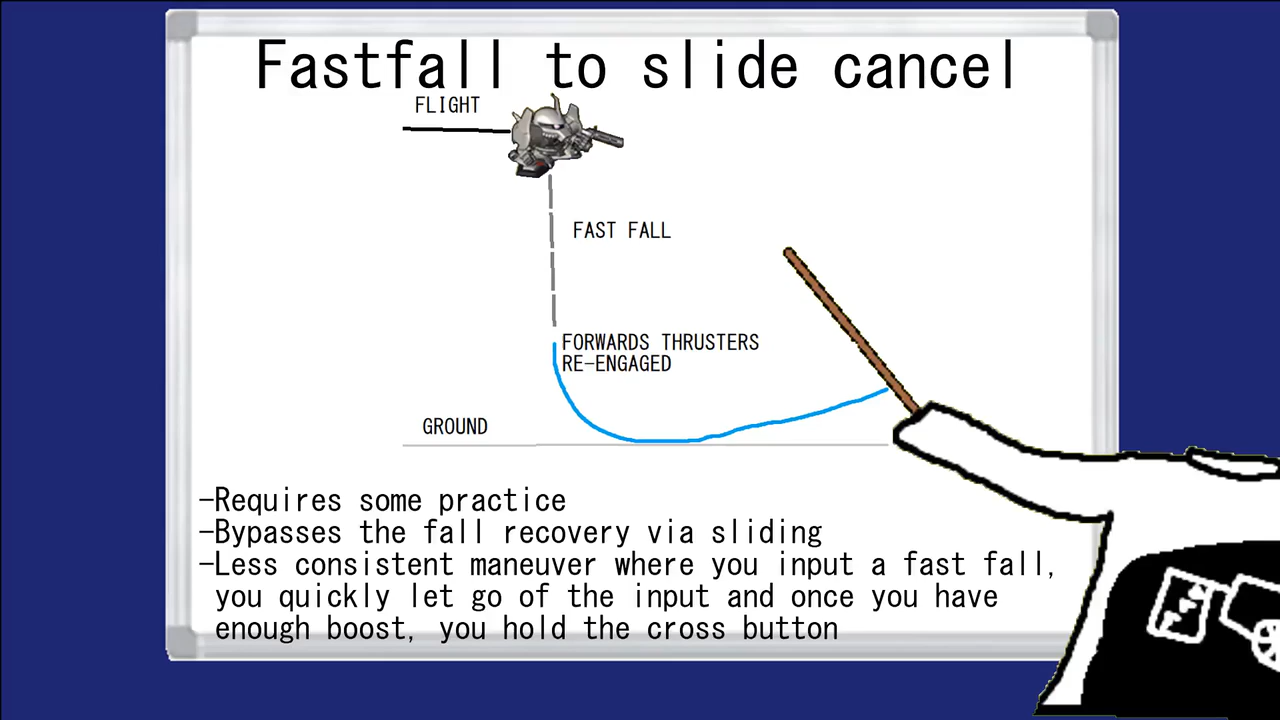 Fastfall to slide cancel
FLIGHT
FAST FALL
FORWARDS THRUSTERS
RE-ENGAGED
GROUND
-Requires some practice
-Bypasses the fall recovery via sliding
-Less consistent maneuver where you input a fast fall,
you quickly let go of the input and once you have
enough boost, you hold the cross button